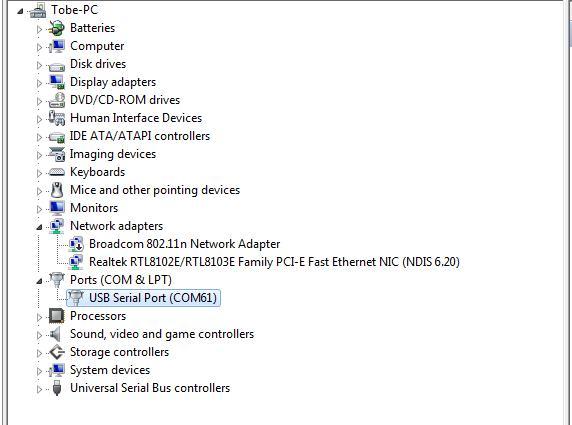 Tobe-PC
Batteries
Computer
Disk drives
Display adapters
DVD/CD-ROM drives
Human Interface Devices
IDE ATA/ATAPI controllers
Imaging devices
Keyboards
Mice and other pointing devices
Monitors
Network adapters
Broadcom 802.11n Network Adapter
Realtek RTL8102E/RTL8103E Family PCI-E Fast Ethernet NIC (NDIS 6.20)
Ports (COM & LPT)
USB Serial Port (COM61)
Processors
Sound, video and game controllers
Storage controllers
System devices
Universal Serial Bus controllers